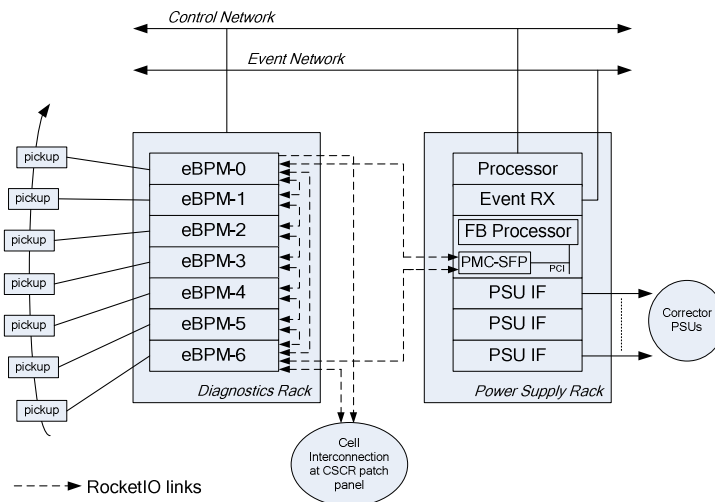 Control Network
Event Network
pickup
pickup
pickup
pickup
pickup
pickup
pickup
eBPM-0
eBPM-1
eBPM-2
eBPM-3
eBPM-4
eBPM-5
eBPM-6
Diagnostics Rack
Processor
Event RX
FB Processor
PMC-SFP
PCI
PSU IF
PSU IF
PSU IF
Power Supply Rack
Corrector
PSUs
Cell
Interconnection
at CSCR patch
panel
RocketIO links